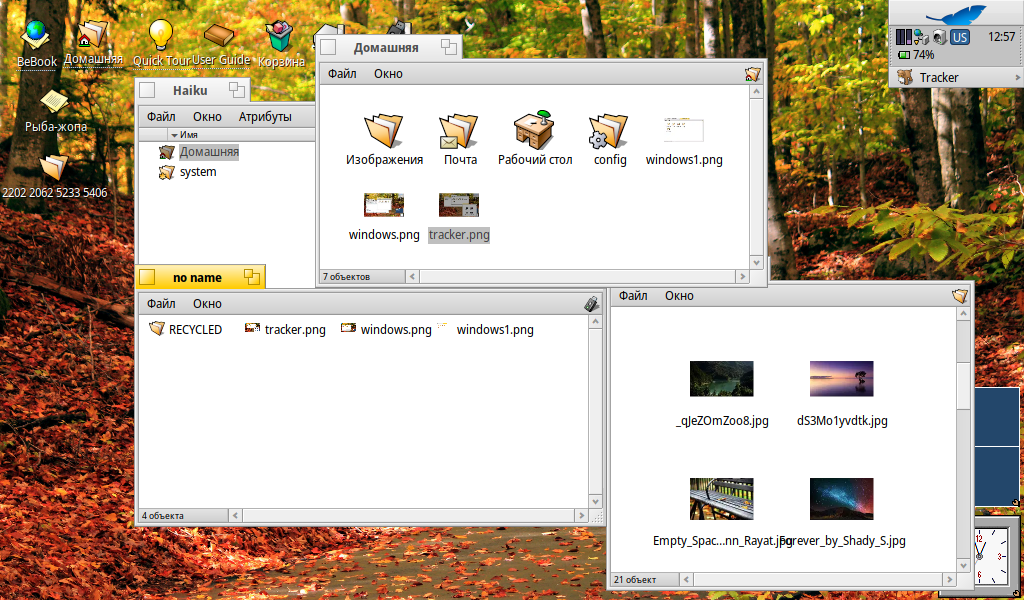 BeBook
Домашняя
Quick Tour
User Guide
Корзина
Рыба-жопа
2202 2062 5233 5406
US
12:57
74%
Tracker
Haiku
Файл Окно Атрибуты
Имя
Домашняя
system
Домашняя
Файл Окно
Изображения
Почта
Рабочий стол
config
windows1.png
windows.png
tracker.png
7 объектов
no name
Файл Окно
RECYCLED
tracker.png
windows.png
windows1.png
4 объекта
Файл Окно
_qJeZOmZoo8.jpg
dS3Mo1yvdtk.jpg
Empty_Spac...nn_Rayat.jpg
Forever_by_Shady_S.jpg
21 объект
12
3
6